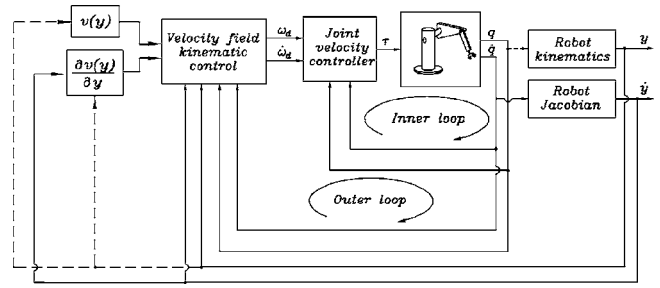 v(y)
∂v(y)
∂y
Velocity field
kinematic
control
ω_d
ω̇_d
Joint
velocity
controller
τ
q
q̇
Robot
kinematics
y
Robot
Jacobian
ẏ
Inner loop
Outer loop